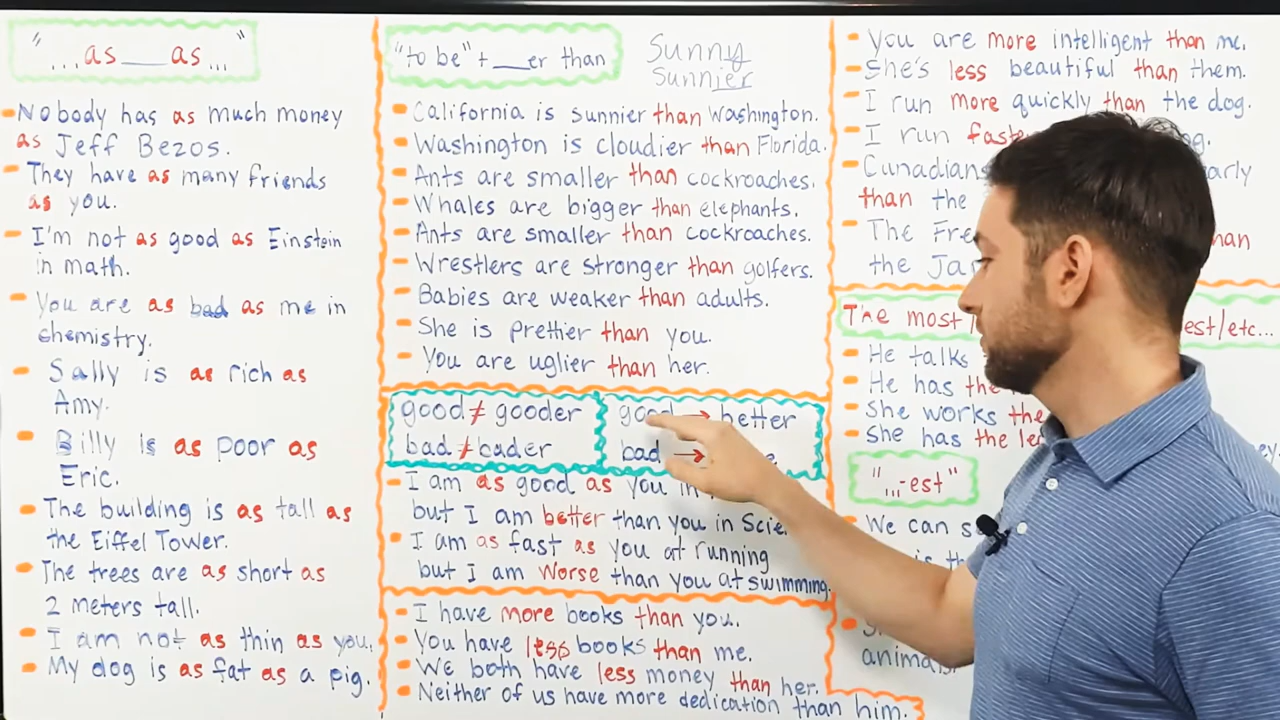 "...as ___ as..."
Nobody has as much money
as Jeff Bezos.
They have as many friends
as you.
I'm not as good as Einstein
in math.
You are as bad as me in
chemistry.
Sally is as rich as
Amy.
Billy is as poor as
Eric.
The building is as tall as
the Eiffel Tower.
The trees are as short as
2 meters tall.
I am not as thin as you.
My dog is as fat as a pig.
"to be" + ___er than
Sunny
Sunnier
California is sunnier than Washington.
Washington is cloudier than Florida.
Ants are smaller than cockroaches.
Whales are bigger than elephants.
Ants are smaller than cockroaches.
Wrestlers are stronger than golfers.
Babies are weaker than adults.
She is prettier than you.
You are uglier than her.
good ≠ gooder
bad ≠ bader
good → better
bad →
I am as good as you in
but I am better than you in
I am as fast as you at running
but I am worse than you at swimming.
I have more books than you.
You have less books than me.
We both have less money than her.
Neither of us have more dedication than him.
You are more intelligent than me.
She's less beautiful than them.
I run more quickly than the dog.
I run
than the
The
the
The most
est/etc...
He talks
He has the
She works the
She has the
"...-est"
We can